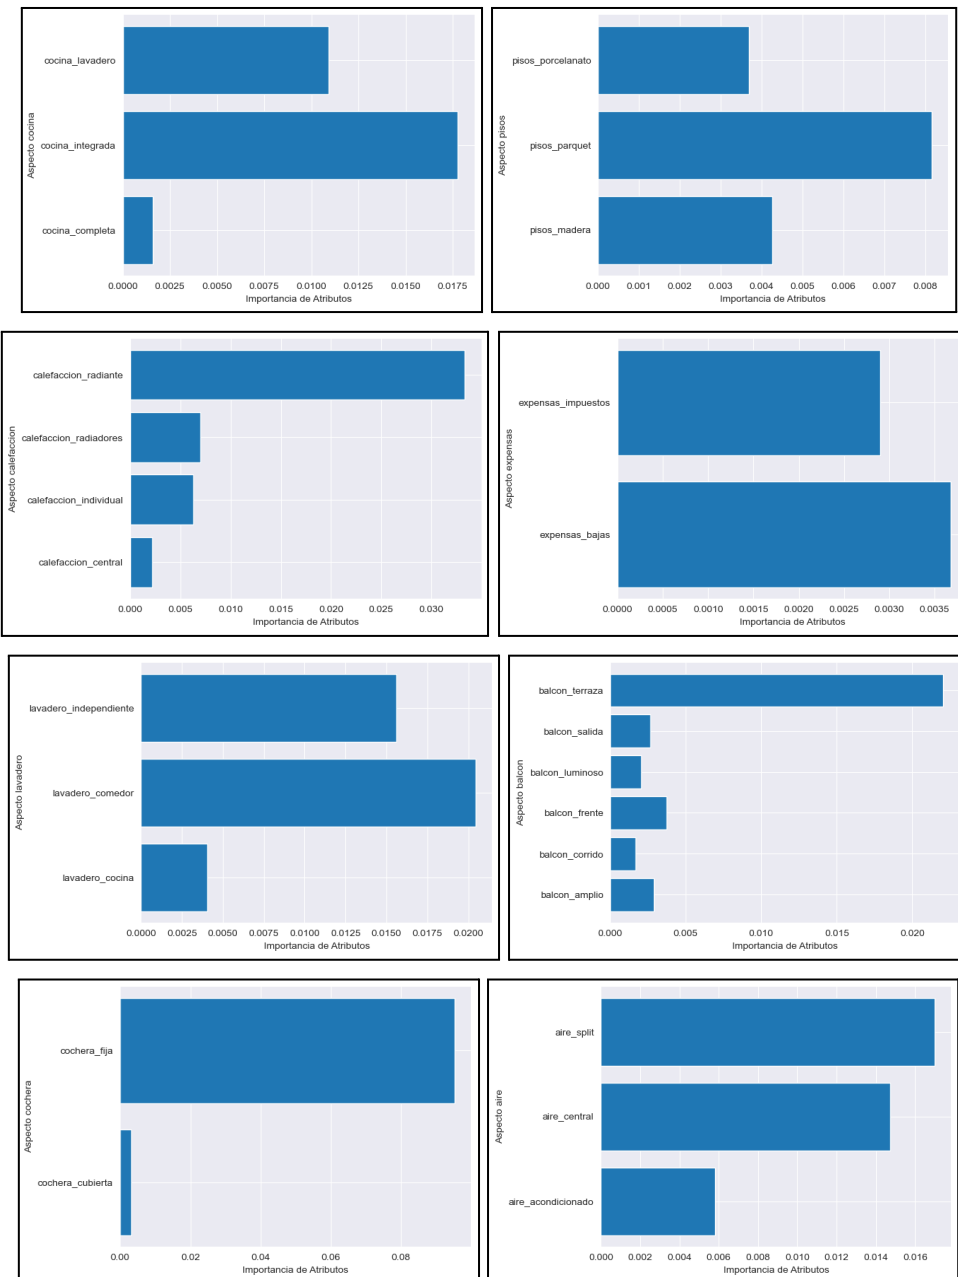 cocina_lavadero
cocina_integrada
cocina_completa
Aspecto cocina
0.0000 0.0025 0.0050 0.0075 0.0100 0.0125 0.0150 0.0175
Importancia de Atributos
pisos_porcelanato
pisos_parquet
pisos_madera
Aspecto pisos
0.000 0.001 0.002 0.003 0.004 0.005 0.006 0.007 0.008
Importancia de Atributos
calefaccion_radiante
calefaccion_radiadores
calefaccion_individual
calefaccion_central
Aspecto calefaccion
0.000 0.005 0.010 0.015 0.020 0.025 0.030
Importancia de Atributos
expensas_impuestos
expensas_bajas
Aspecto expensas
0.0000 0.0005 0.0010 0.0015 0.0020 0.0025 0.0030 0.0035
Importancia de Atributos
lavadero_independiente
lavadero_comedor
lavadero_cocina
Aspecto lavadero
0.0000 0.0025 0.0050 0.0075 0.0100 0.0125 0.0150 0.0175 0.0200
Importancia de Atributos
balcon_terraza
balcon_salida
balcon_luminoso
balcon_frente
balcon_corrido
balcon_amplio
Aspecto balcon
0.000 0.005 0.010 0.015 0.020
Importancia de Atributos
cochera_fija
cochera_cubierta
Aspecto cochera
0.00 0.02 0.04 0.06 0.08
Importancia de Atributos
aire_split
aire_central
aire_acondicionado
Aspecto aire
0.000 0.002 0.004 0.006 0.008 0.010 0.012 0.014 0.016
Importancia de Atributos